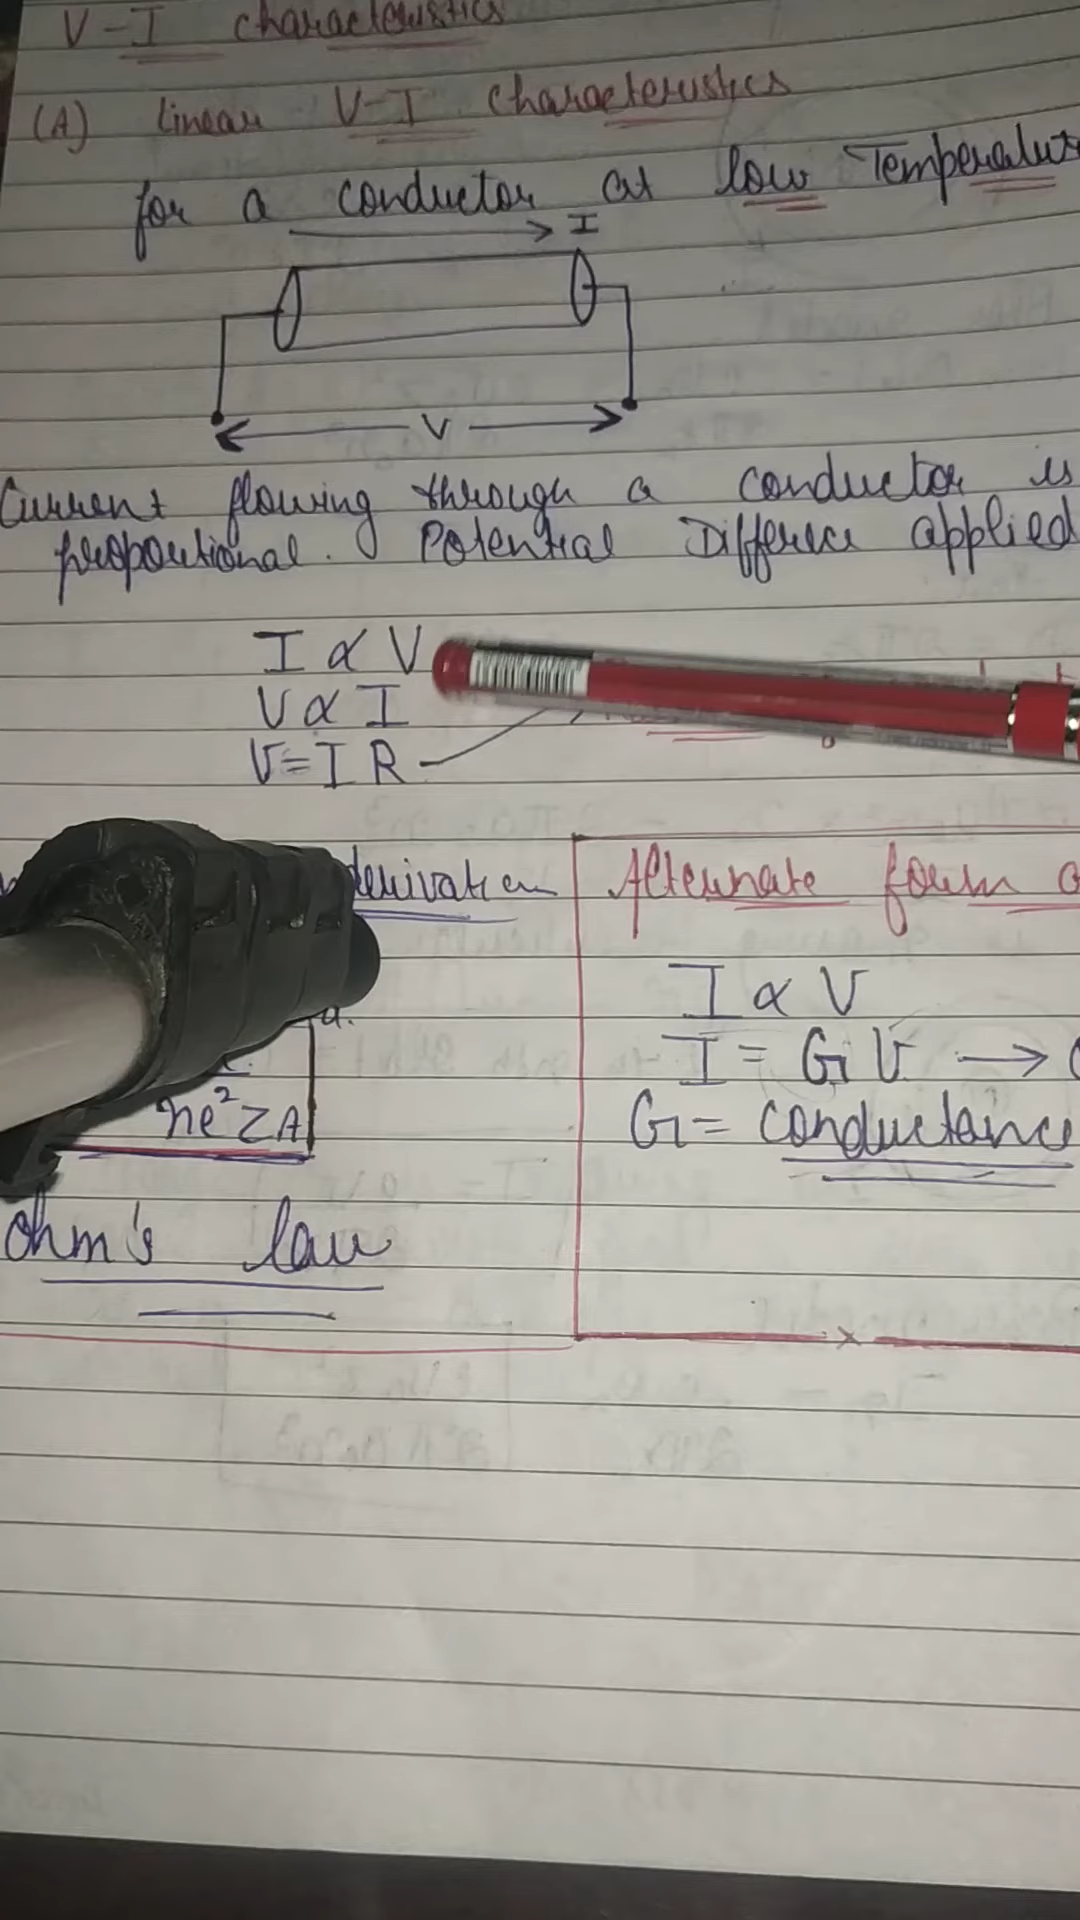 V-I characteristics
(A) Linear V-I characteristics
for a conductor at low Temperatur
I
V
Current flowing through a conductor is
proportional. Potential Difference applied
I ∝ V
V ∝ I
V = I R
derivation
Alternate form
a.
ne²ZA
I ∝ V
I = G V →
G = conductance
ohm's law